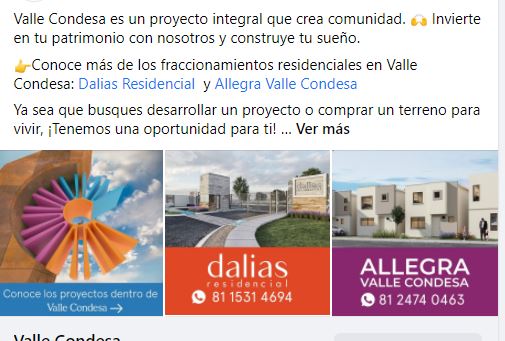 Valle Condesa es un proyecto integral que crea comunidad. 🙌 Invierte
en tu patrimonio con nosotros y construye tu sueño.
👉Conoce más de los fraccionamientos residenciales en Valle
Condesa: Dalias Residencial y Allegra Valle Condesa
Ya sea que busques desarrollar un proyecto o comprar un terreno para
vivir, ¡Tenemos una oportunidad para ti! ... Ver más
Conoce los proyectos dentro de
Valle Condesa →
dalias
dalias
residencial
81 1531 4694
ALLEGRA
VALLE CONDESA
81 2474 0463
Valle Condesa